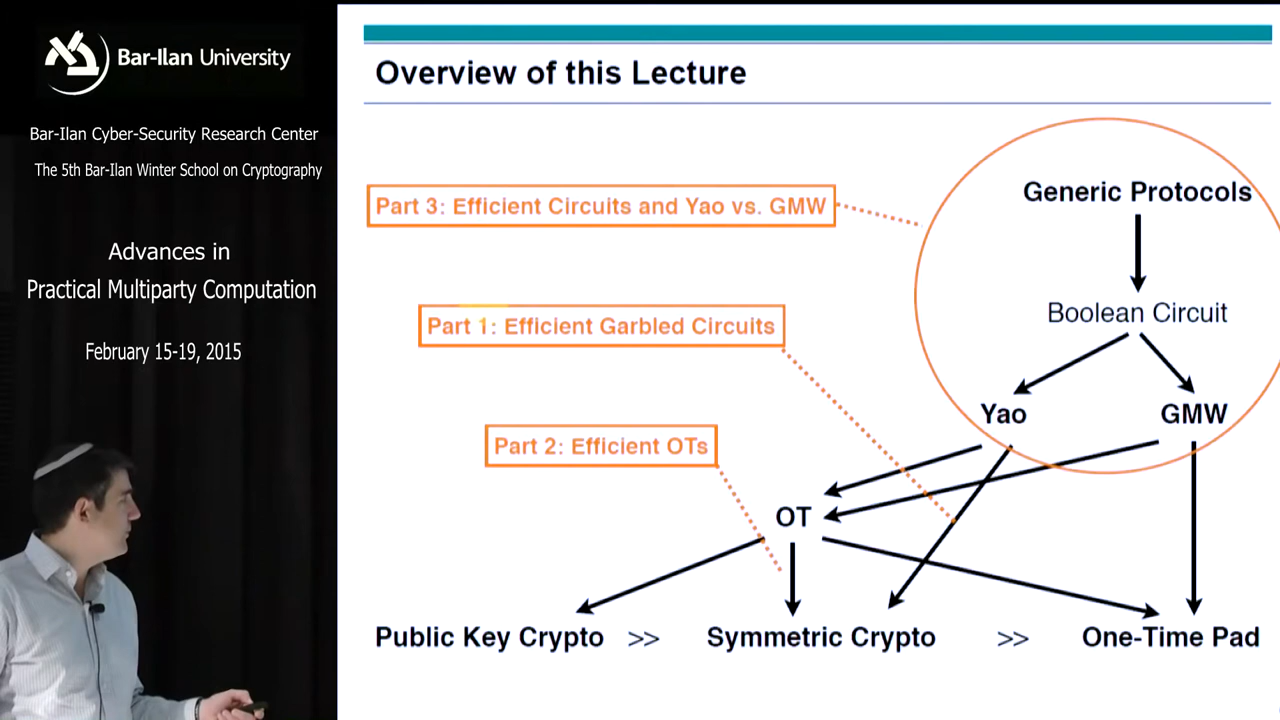 Bar-Ilan University
Bar-Ilan Cyber-Security Research Center
The 5th Bar-Ilan Winter School on Cryptography
Advances in
Practical Multiparty Computation
February 15-19, 2015
Overview of this Lecture
Generic Protocols
Part 3: Efficient Circuits and Yao vs. GMW
Boolean Circuit
Part 1: Efficient Garbled Circuits
Yao GMW
Part 2: Efficient OTs
OT
Public Key Crypto >> Symmetric Crypto >> One-Time Pad